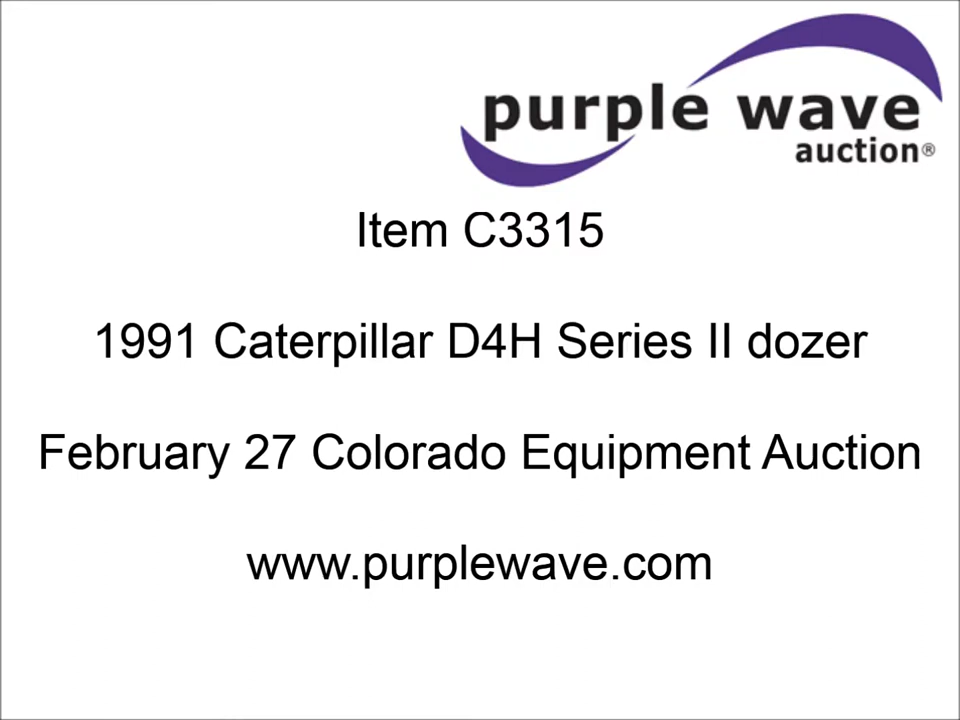 purple wave
auction®
Item C3315
1991 Caterpillar D4H Series II dozer
February 27 Colorado Equipment Auction
www.purplewave.com